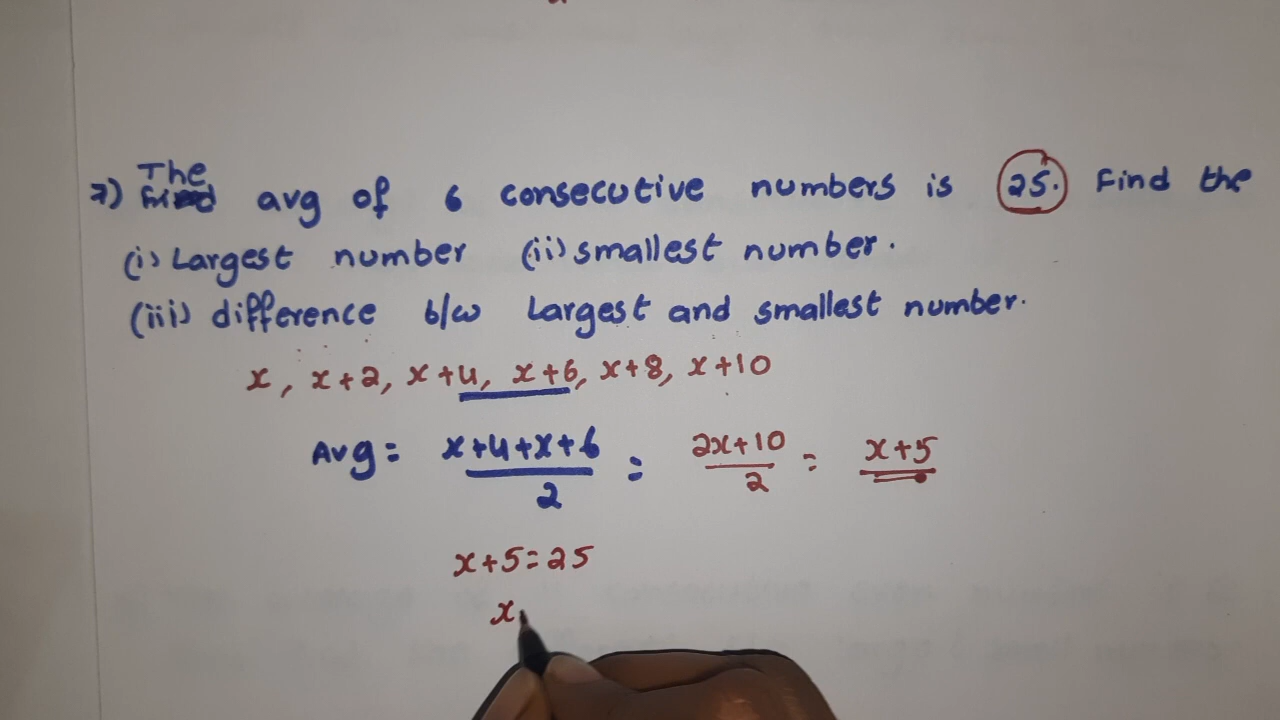 7) The avg of 6 consecutive numbers is 25. Find the
(i) Largest number (ii) smallest number.
(iii) difference b/w Largest and smallest number.
x, x+2, x+4, x+6, x+8, x+10
Avg = x+4+x+6/2 = 2x+10/2 = x+5
x+5=25
x